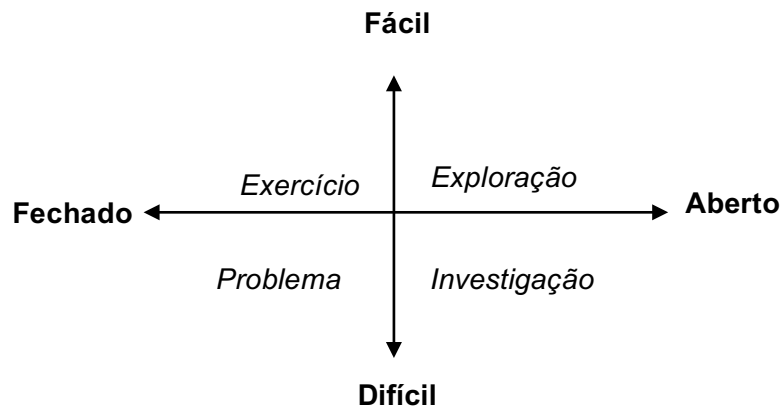 Fácil
Exercício
Exploração
Fechado
Aberto
Problema
Investigação
Difícil